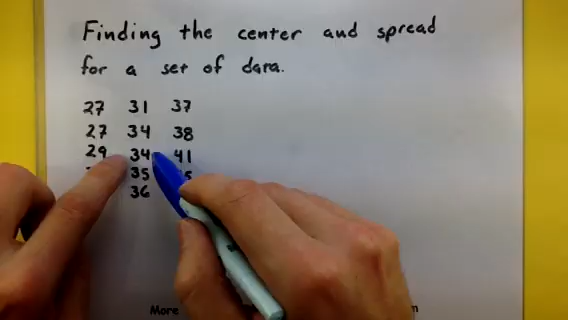 Finding the center and spread
for a set of data.
27 31 37
27 34 38
29 34 41
35
36
More